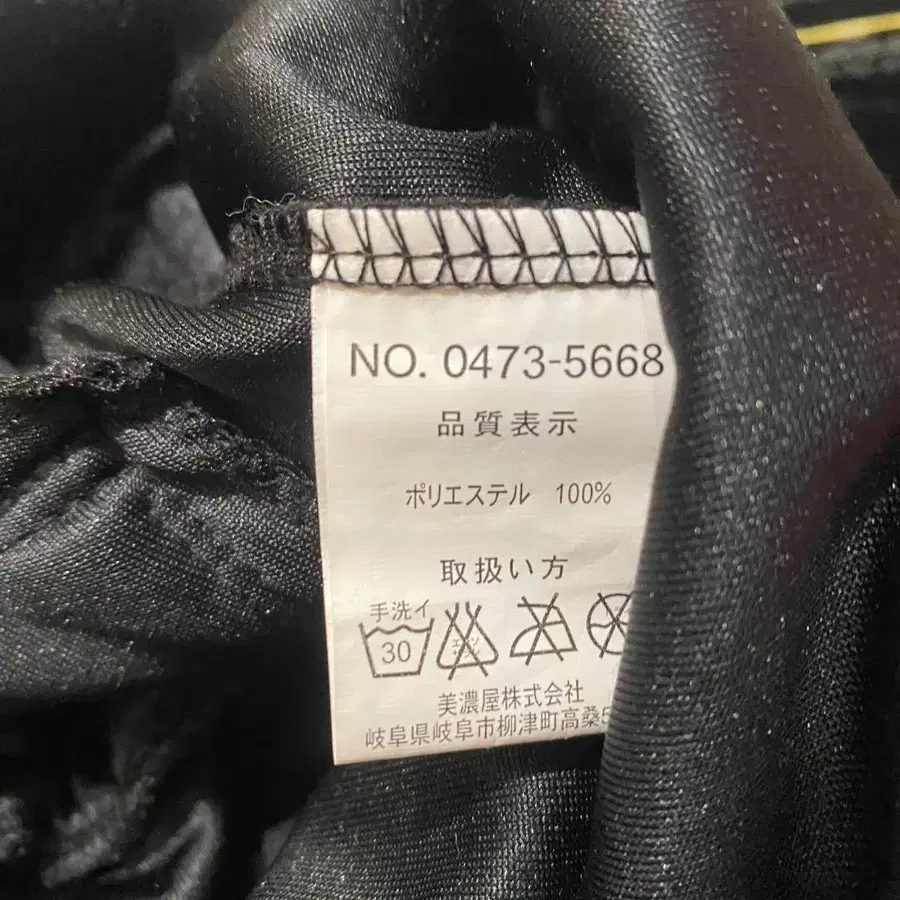 NO. 0473-5668
品質表示
ポリエステル 100%
取扱い方
手洗イ
30
美濃屋株式会社
岐阜県岐阜市柳津町高桑5